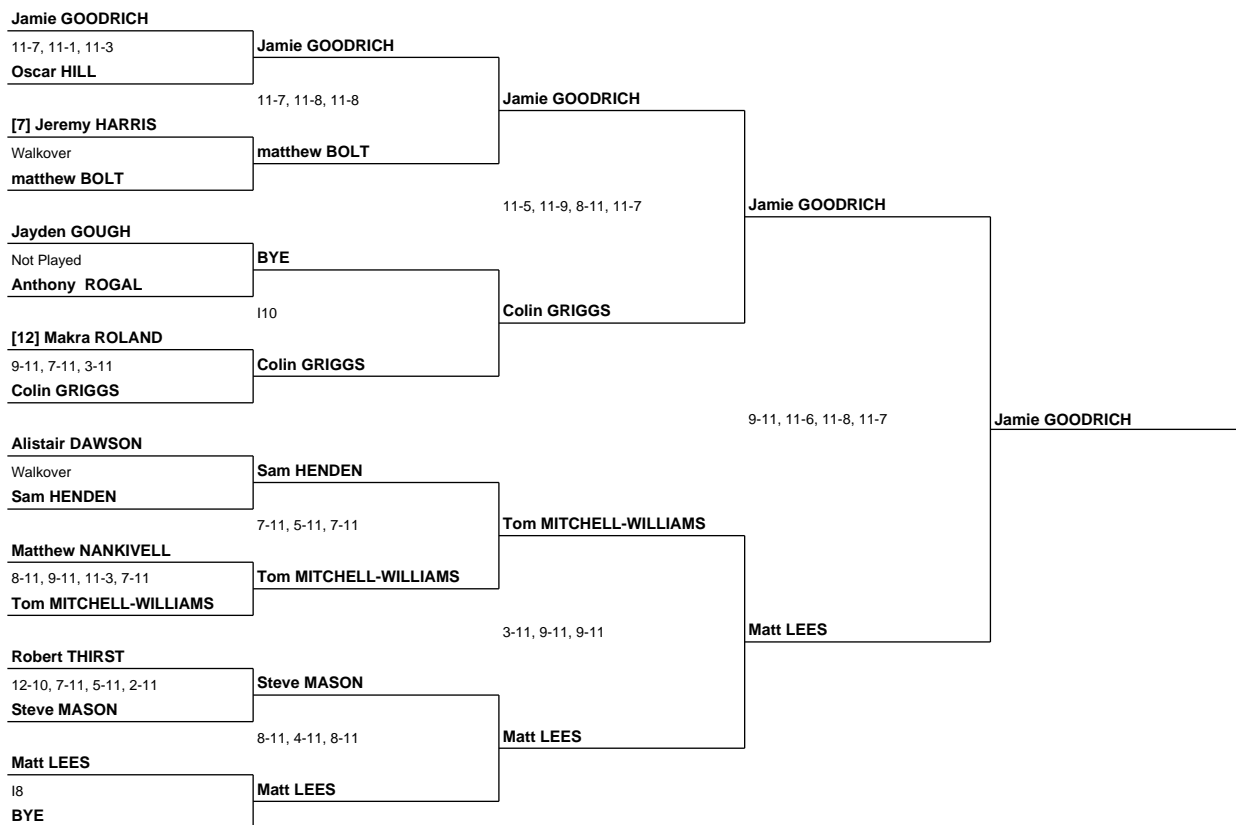 Jamie GOODRICH
11-7, 11-1, 11-3
Oscar HILL
[7] Jeremy HARRIS
Walkover
matthew BOLT
Jayden GOUGH
Not Played
Anthony  ROGAL
[12] Makra ROLAND
9-11, 7-11, 3-11
Colin GRIGGS
Alistair DAWSON
Walkover
Sam HENDEN
Matthew NANKIVELL
8-11, 9-11, 11-3, 7-11
Tom MITCHELL-WILLIAMS
Robert THIRST
12-10, 7-11, 5-11, 2-11
Steve MASON
Matt LEES
I8
BYE
Jamie GOODRICH
11-7, 11-8, 11-8
matthew BOLT
BYE
I10
Colin GRIGGS
Sam HENDEN
7-11, 5-11, 7-11
Tom MITCHELL-WILLIAMS
Steve MASON
8-11, 4-11, 8-11
Matt LEES
Jamie GOODRICH
11-5, 11-9, 8-11, 11-7
Colin GRIGGS
Tom MITCHELL-WILLIAMS
3-11, 9-11, 9-11
Matt LEES
Jamie GOODRICH
9-11, 11-6, 11-8, 11-7
Matt LEES
Jamie GOODRICH